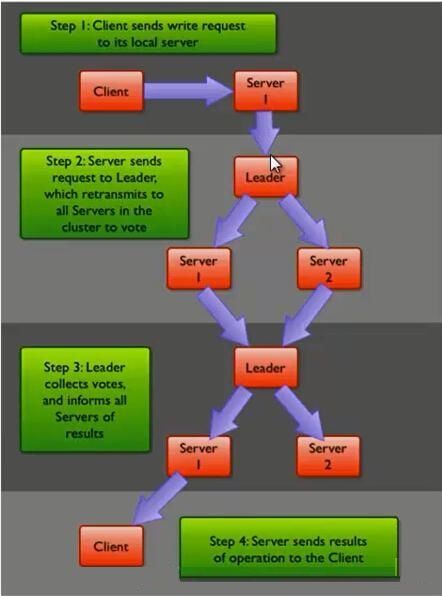 Step 1: Client sends write request
to its local server
Client
Server
1
Step 2: Server sends
request to Leader,
which retransmits to
all Servers in the
cluster to vote
Leader
Server
1
Server
2
Step 3: Leader
collects votes,
and informs all
Servers of
results
Leader
Server
1
Server
2
Client
Step 4: Server sends results
of operation to the Client